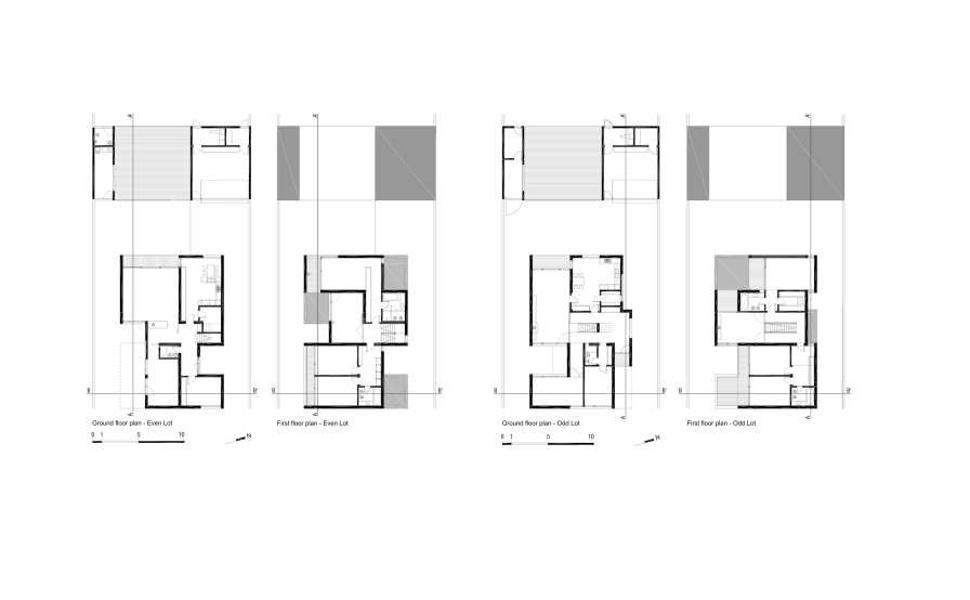 Ground floor plan - Even Lot
First floor plan - Even Lot
Ground floor plan - Odd Lot
First floor plan - Odd Lot
0 1 5 10
N
0 1 5 10
N